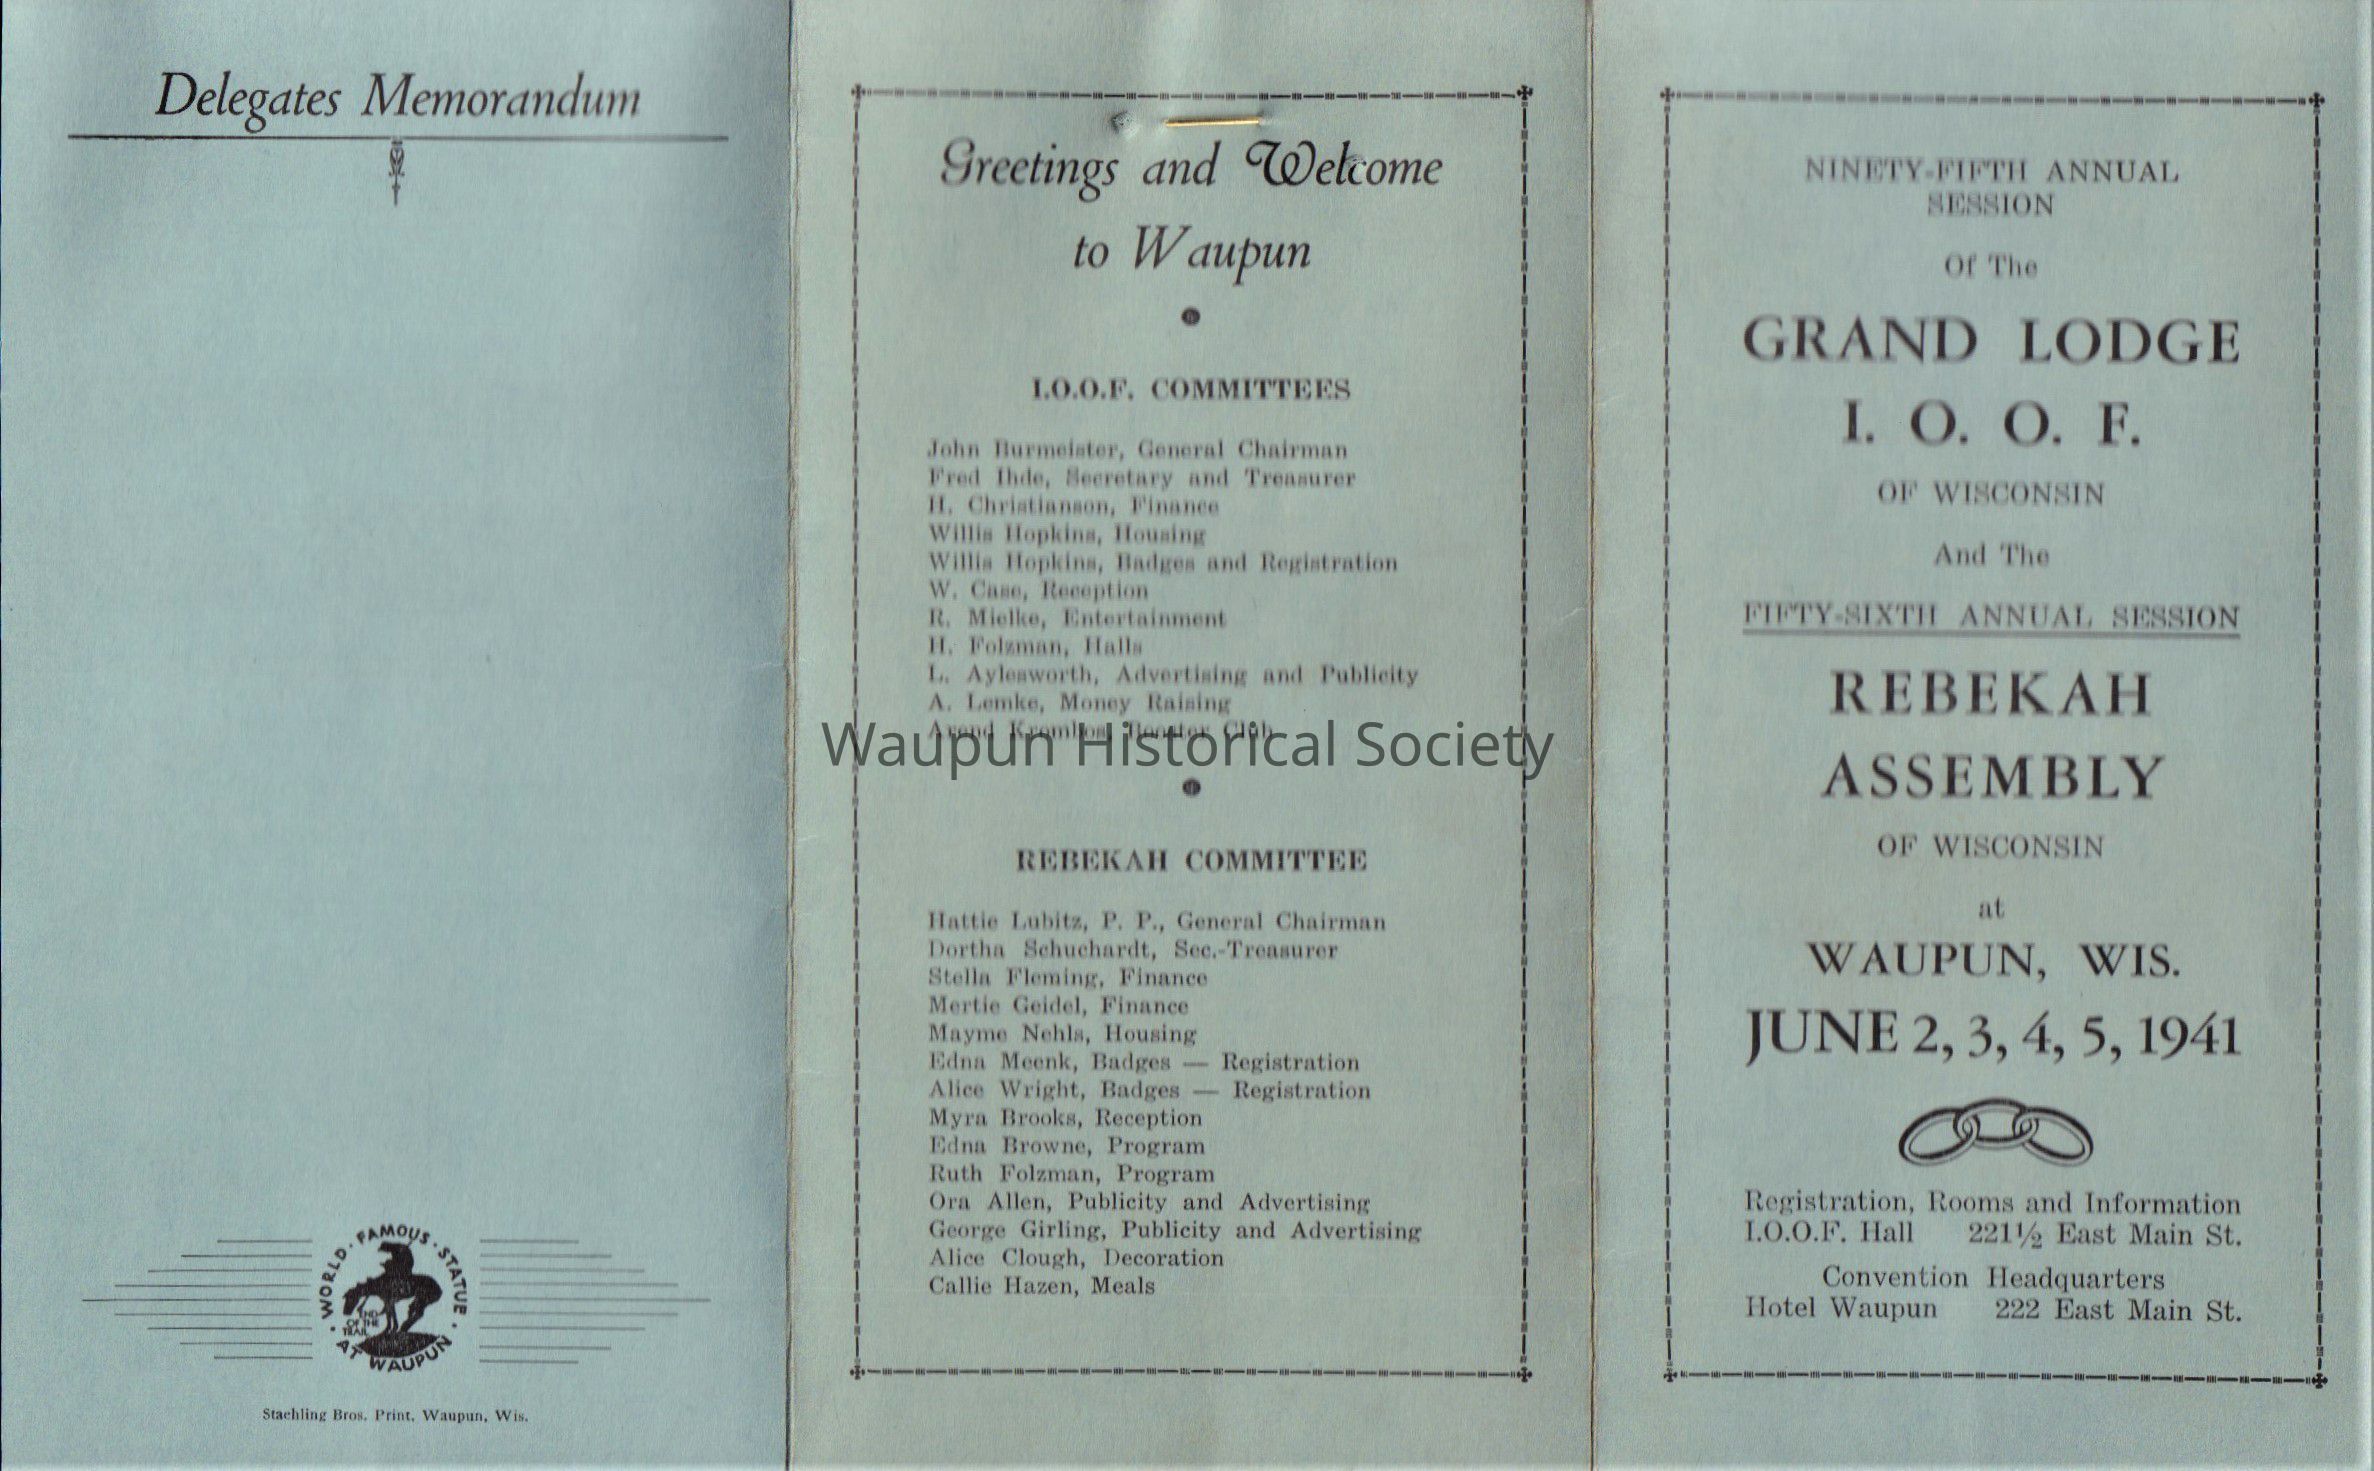 Delegates Memorandum
WORLD · FAMOUS · STATUE ·
END
OF THE
TRAIL
· AT WAUPUN ·
Staehling Bros. Print, Waupun, Wis.
Greetings and Welcome
to Waupun
I.O.O.F. COMMITTEES
John Burmeister, General Chairman
Fred Ihde, Secretary and Treasurer
H. Christianson, Finance
Willis Hopkins, Housing
Willis Hopkins, Badges and Registration
W. Case, Reception
R. Mielke, Entertainment
H. Folzman, Halls
L. Aylesworth, Advertising and Publicity
A. Lemke, Money Raising
Arend Krombos, Booster Club
Waupun Historical Society
REBEKAH COMMITTEE
Hattie Lubitz, P. P., General Chairman
Dortha Schuchardt, Sec.-Treasurer
Stella Fleming, Finance
Mertie Geidel, Finance
Mayme Nehls, Housing
Edna Meenk, Badges — Registration
Alice Wright, Badges — Registration
Myra Brooks, Reception
Edna Browne, Program
Ruth Folzman, Program
Ora Allen, Publicity and Advertising
George Girling, Publicity and Advertising
Alice Clough, Decoration
Callie Hazen, Meals
NINETY-FIFTH ANNUAL
SESSION
Of The
GRAND LODGE
I. O. O. F.
OF WISCONSIN
And The
FIFTY-SIXTH ANNUAL SESSION
REBEKAH
ASSEMBLY
OF WISCONSIN
at
WAUPUN, WIS.
JUNE 2, 3, 4, 5, 1941
Registration, Rooms and Information
I.O.O.F. Hall 221½ East Main St.
Convention Headquarters
Hotel Waupun 222 East Main St.